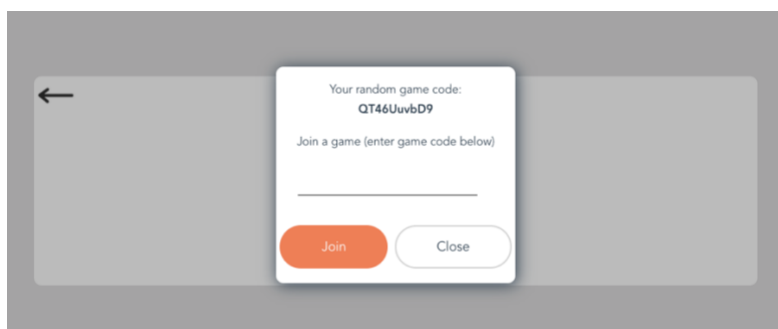 Your random game code:
QT46UuvbD9
Join a game (enter game code below)
Join
Close